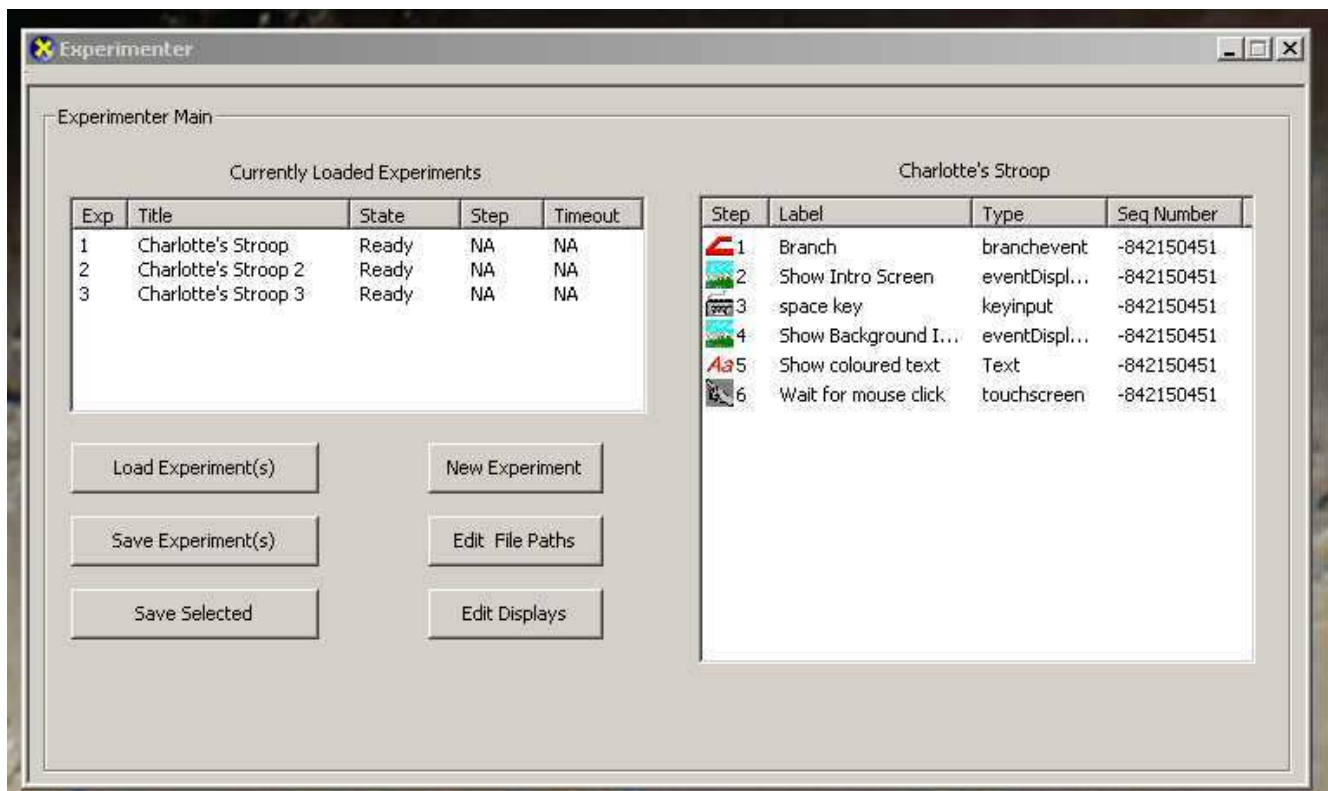 Experimenter
Experimenter Main
Currently Loaded Experiments
Exp Title State Step Timeout
1 Charlotte's Stroop Ready NA NA
2 Charlotte's Stroop 2 Ready NA NA
3 Charlotte's Stroop 3 Ready NA NA
Load Experiment(s) New Experiment
Save Experiment(s) Edit File Paths
Save Selected Edit Displays
Charlotte's Stroop
Step Label Type Seq Number
1 Branch branchevent -842150451
2 Show Intro Screen eventDispl... -842150451
3 space key keyinput -842150451
4 Show Background I... eventDispl... -842150451
Aa 5 Show coloured text Text -842150451
6 Wait for mouse click touchscreen -842150451